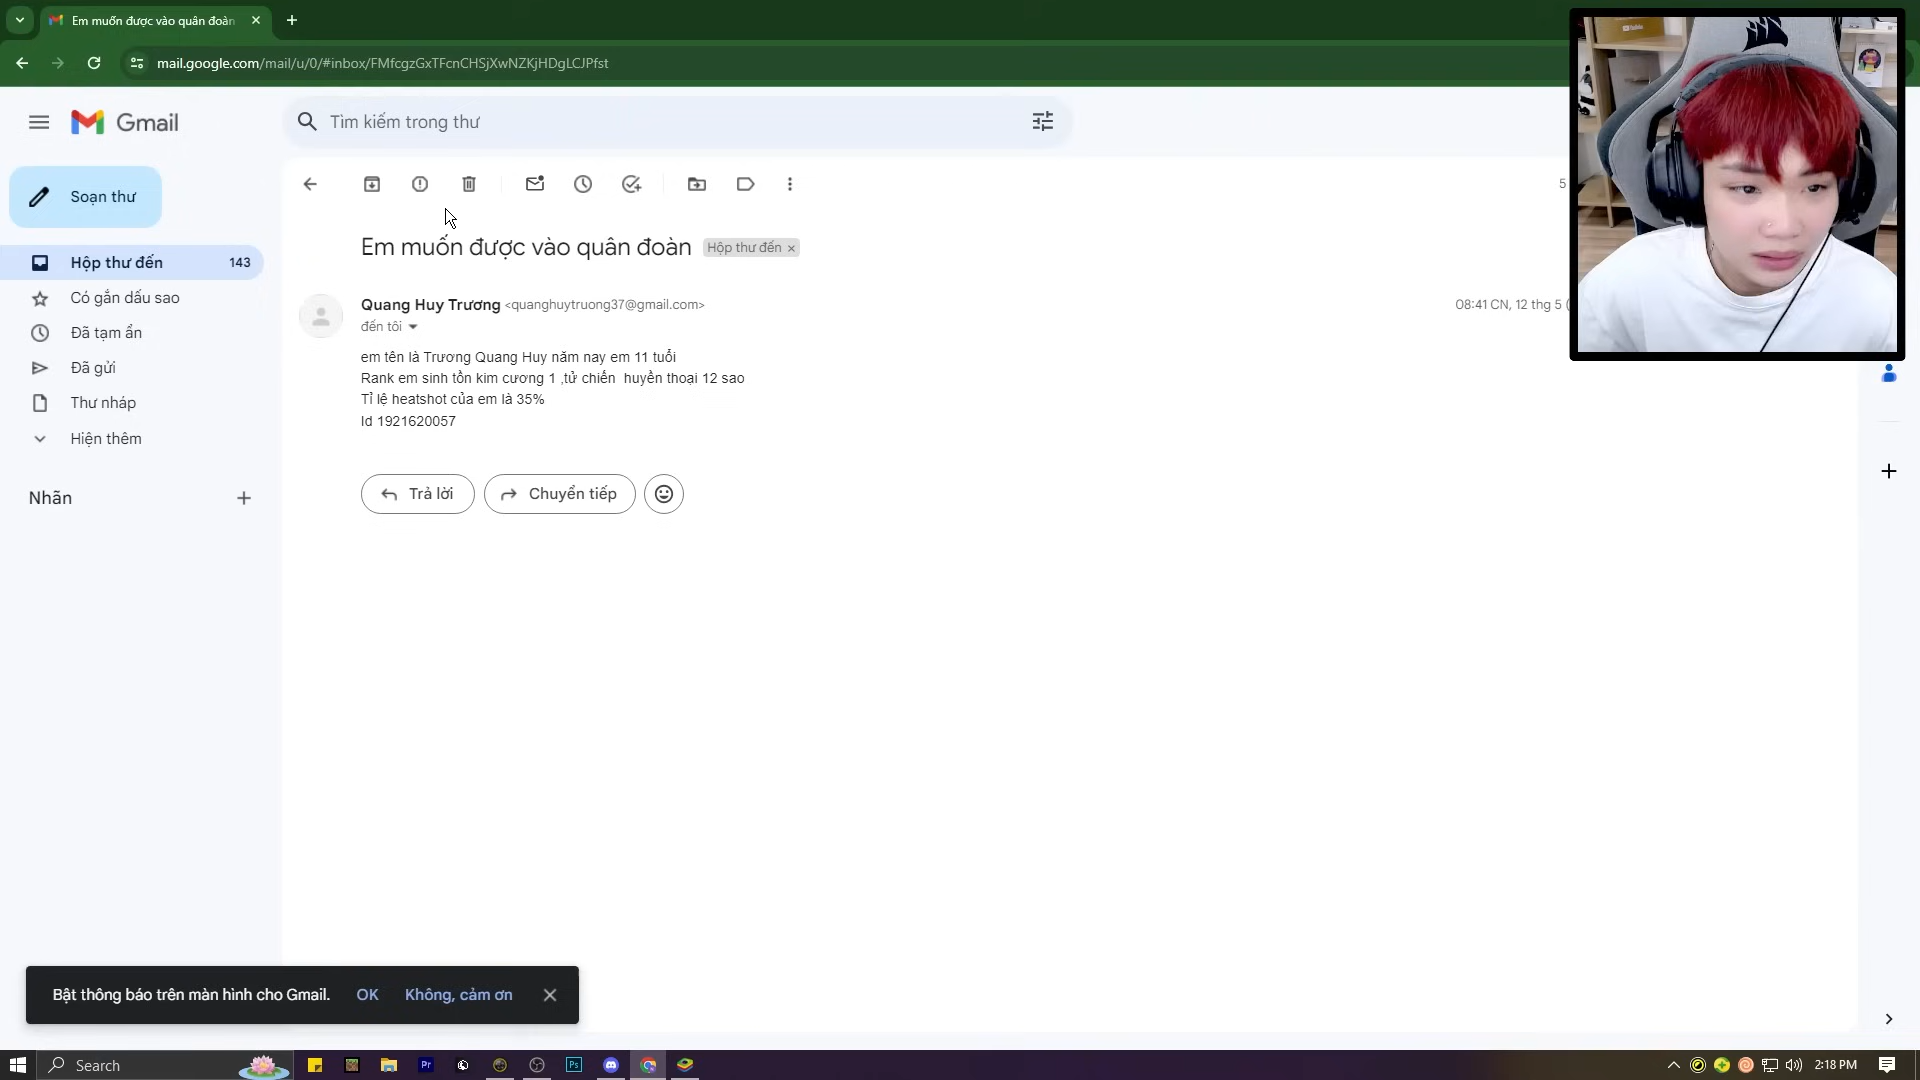 Em muốn được vào quân đoàn
mail.google.com/mail/u/0/#inbox/FMfcgzGxTFcnCHSjXwNZKjHDgLCJPfst
Gmail
Tìm kiếm trong thư
Soạn thư
Hộp thư đến 143
Có gắn dấu sao
Đã tạm ẩn
Đã gửi
Thư nháp
Hiện thêm
Nhãn
5
Em muốn được vào quân đoàn Hộp thư đến ×
Quang Huy Trương <quanghuytruong37@gmail.com>
08:41 CN, 12 thg 5 (
đến tôi
em tên là Trương Quang Huy năm nay em 11 tuổi
Rank em sinh tồn kim cương 1 ,tử chiến  huyền thoại 12 sao
Tỉ lệ heatshot của em là 35%
Id 1921620057
Trả lời
Chuyển tiếp
Bật thông báo trên màn hình cho Gmail. OK Không, cảm ơn
Search
Pr
Ps
2:18 PM